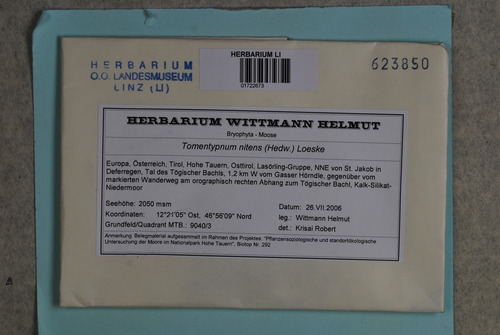 HERBARIUM
O.O. LANDESMUSEUM
LINZ (LI)
HERBARIUM LI
01722673
623850
HERBARIUM WITTMANN HELMUT
Bryophyta - Moose
Tomentypnum nitens (Hedw.) Loeske
Europa, Österreich, Tirol, Hohe Tauern, Osttirol, Lasörling-Gruppe, NNE von St. Jakob in
Deferregen, Tal des Tögischer Bachls, 1,2 km W vom Gasser Hörndle, gegenüber vom
markierten Wanderweg am orographisch rechten Abhang zum Tögischer Bachl, Kalk-Silikat-
Niedermoor
Seehöhe: 2050 msm
Datum: 26.VII.2006
Koordinaten: 12°21'05" Ost, 46°56'09" Nord
leg.: Wittmann Helmut
Grundfeld/Quadrant MTB.: 9040/3
det.: Krisai Robert
Anmerkung: Belegmaterial aufgesammelt im Rahmen des Projektes: "Pflanzensoziologische und standortökologische
Untersuchung der Moore im Nationalpark Hohe Tauern", Biotop Nr. 292